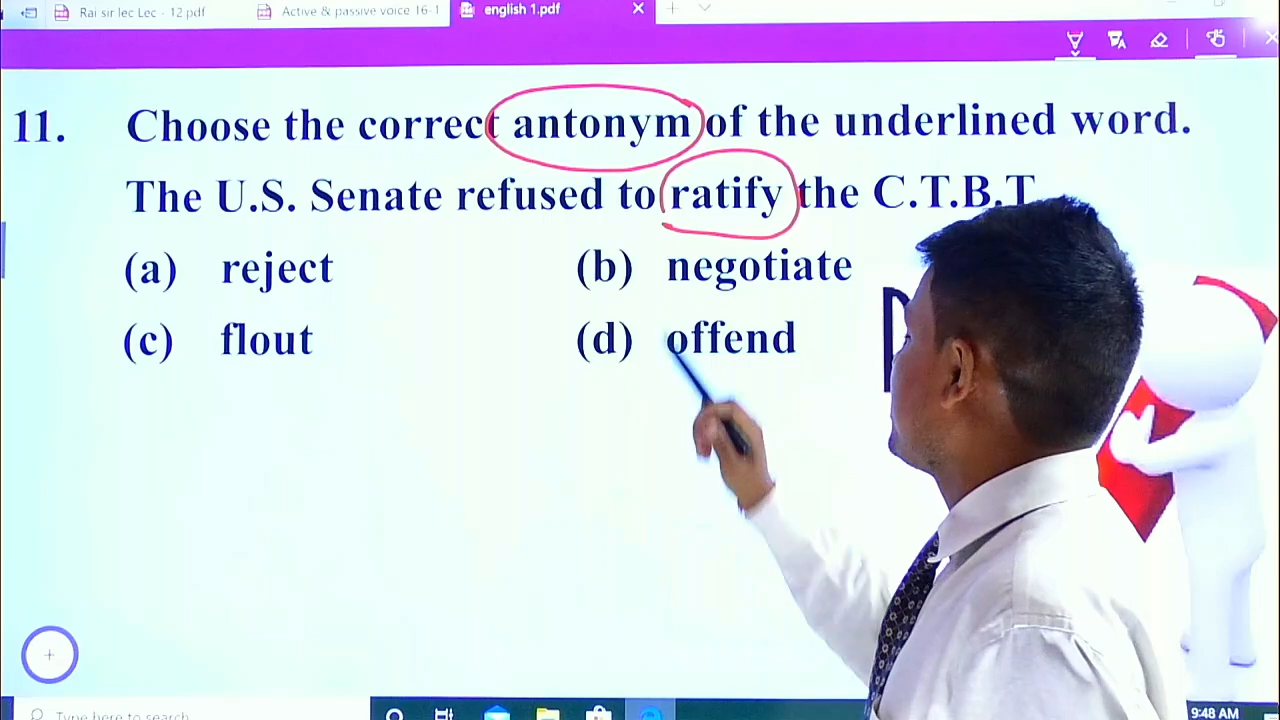 Rai sir lec Lec - 12 pdf
Active & passive voice 16-1
english 1.pdf
11. Choose the correct antonym of the underlined word.
The U.S. Senate refused to ratify the C.T.B.T
(a) reject (b) negotiate
(c) flout (d) offend
Type here to search
9:48 AM